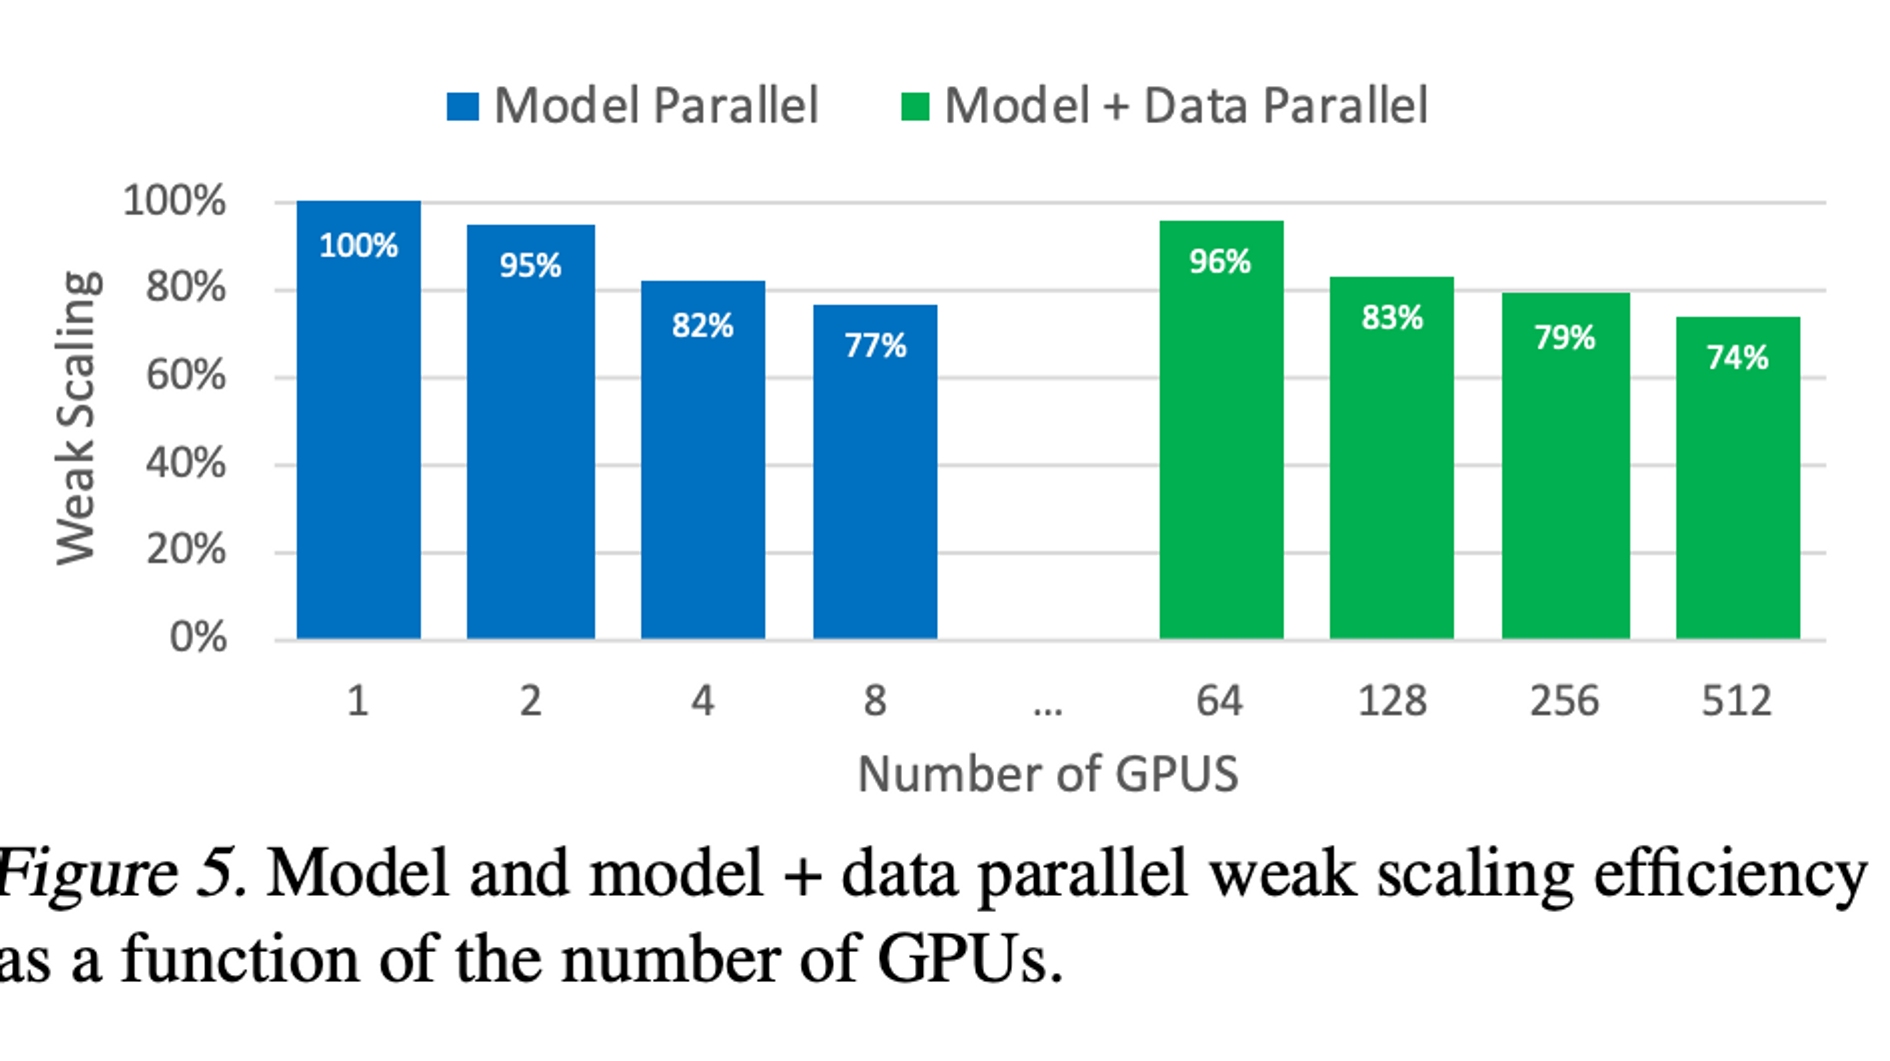 Model Parallel Model + Data Parallel
100%
80%
60%
40%
20%
0%
Weak Scaling
100% 95% 82% 77% 96% 83% 79% 74%
1 2 4 8 ... 64 128 256 512
Number of GPUS
Figure 5. Model and model + data parallel weak scaling efficiency
as a function of the number of GPUs.